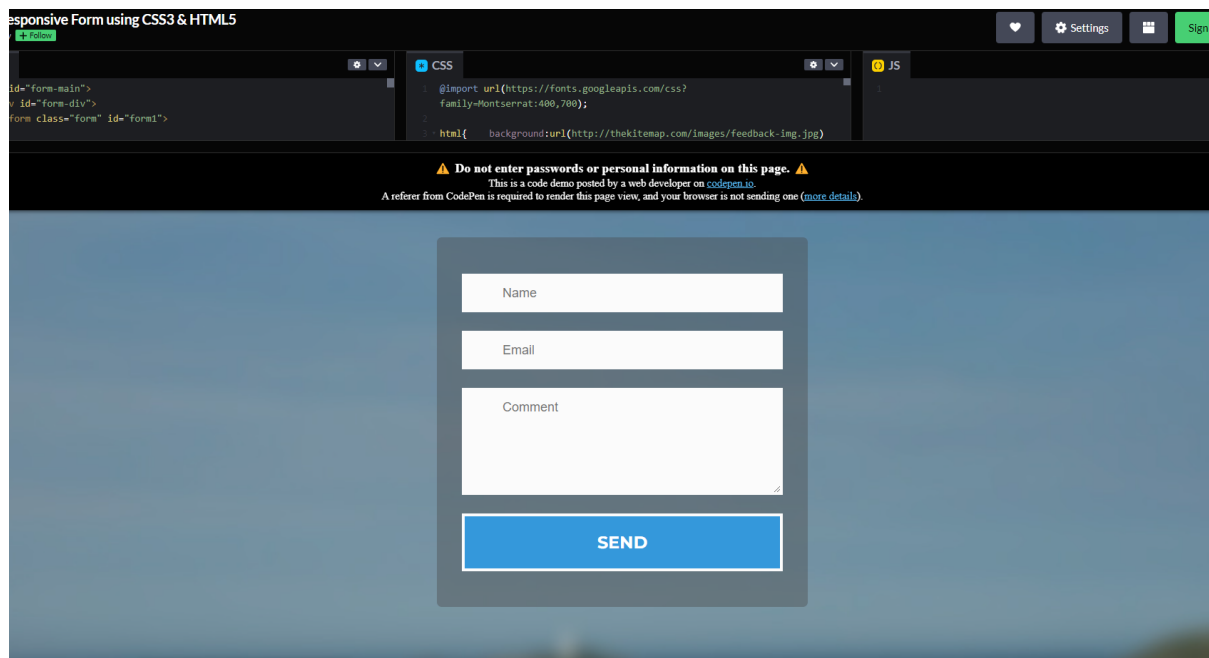 esponsive Form using CSS3 & HTML5
+ Follow
Settings
Sign
id="form-main">
v id="form-div">
form class="form" id="form1">
CSS
1 @import url(https://fonts.googleapis.com/css?
family=Montserrat:400,700);
2
3 html{ background:url(http://thekitemap.com/images/feedback-img.jpg)
JS
1
Do not enter passwords or personal information on this page.
This is a code demo posted by a web developer on codepen.io.
A referer from CodePen is required to render this page view, and your browser is not sending one (more details).
Name
Email
Comment
SEND